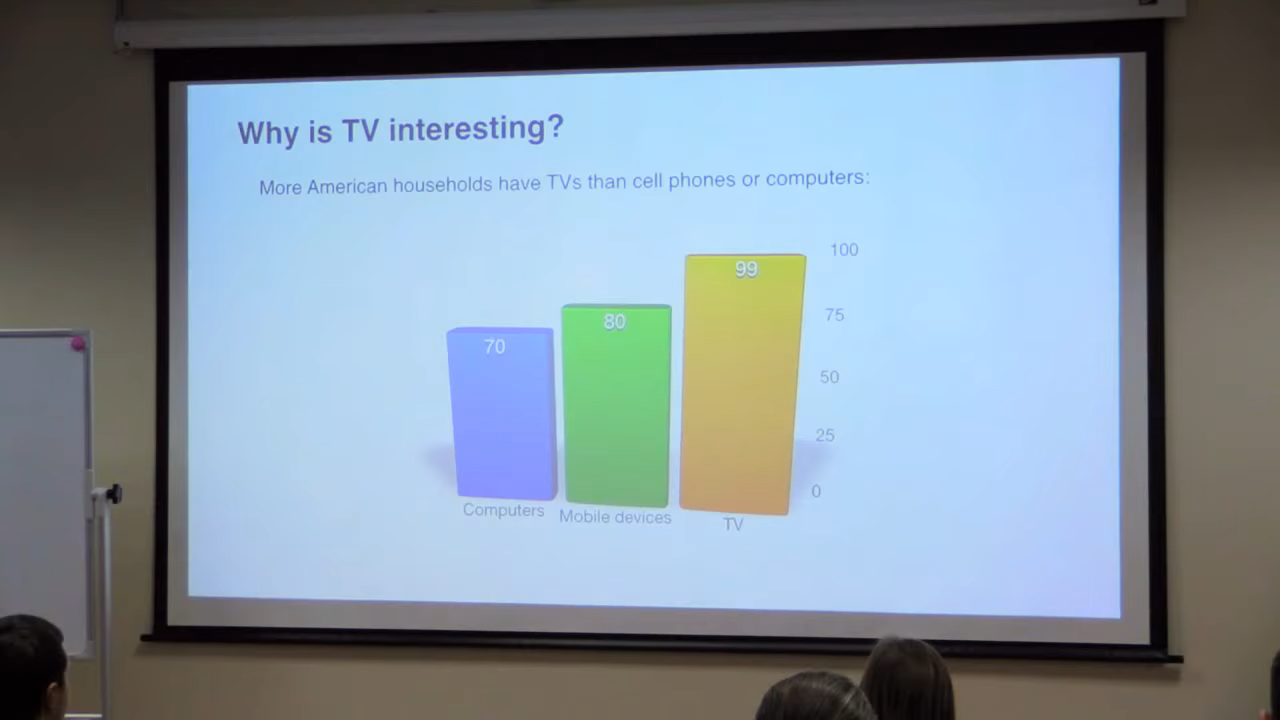 Why is TV interesting?
More American households have TVs than cell phones or computers:
100
99
75
80
70
50
25
0
Computers
Mobile devices
TV